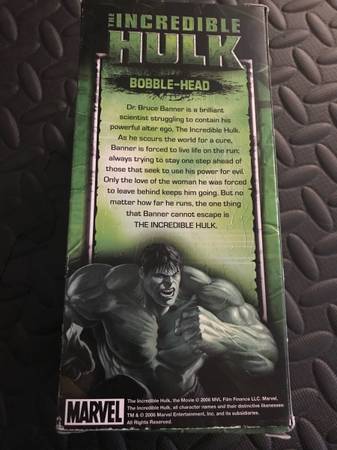 THE INCREDIBLE
HULK
BOBBLE-HEAD
Dr. Bruce Banner is a brilliant
scientist struggling to contain his
powerful alter ego, The Incredible Hulk.
As he scours the world for a cure,
Banner is forced to live life on the run;
always trying to stay one step ahead of
those that seek to use his power for evil.
Only the love of the woman he was forced
to leave behind keeps him going. But no
matter how far he runs, the one thing
that Banner cannot escape is
THE INCREDIBLE HULK.
MARVEL
The Incredible Hulk, the Movie © 2008 MVL Film Finance LLC. Marvel,
The Incredible Hulk, all character names and their distinctive likenesses
TM & © 2008 Marvel Entertainment, Inc. and its subsidiaries.
All Rights Reserved.